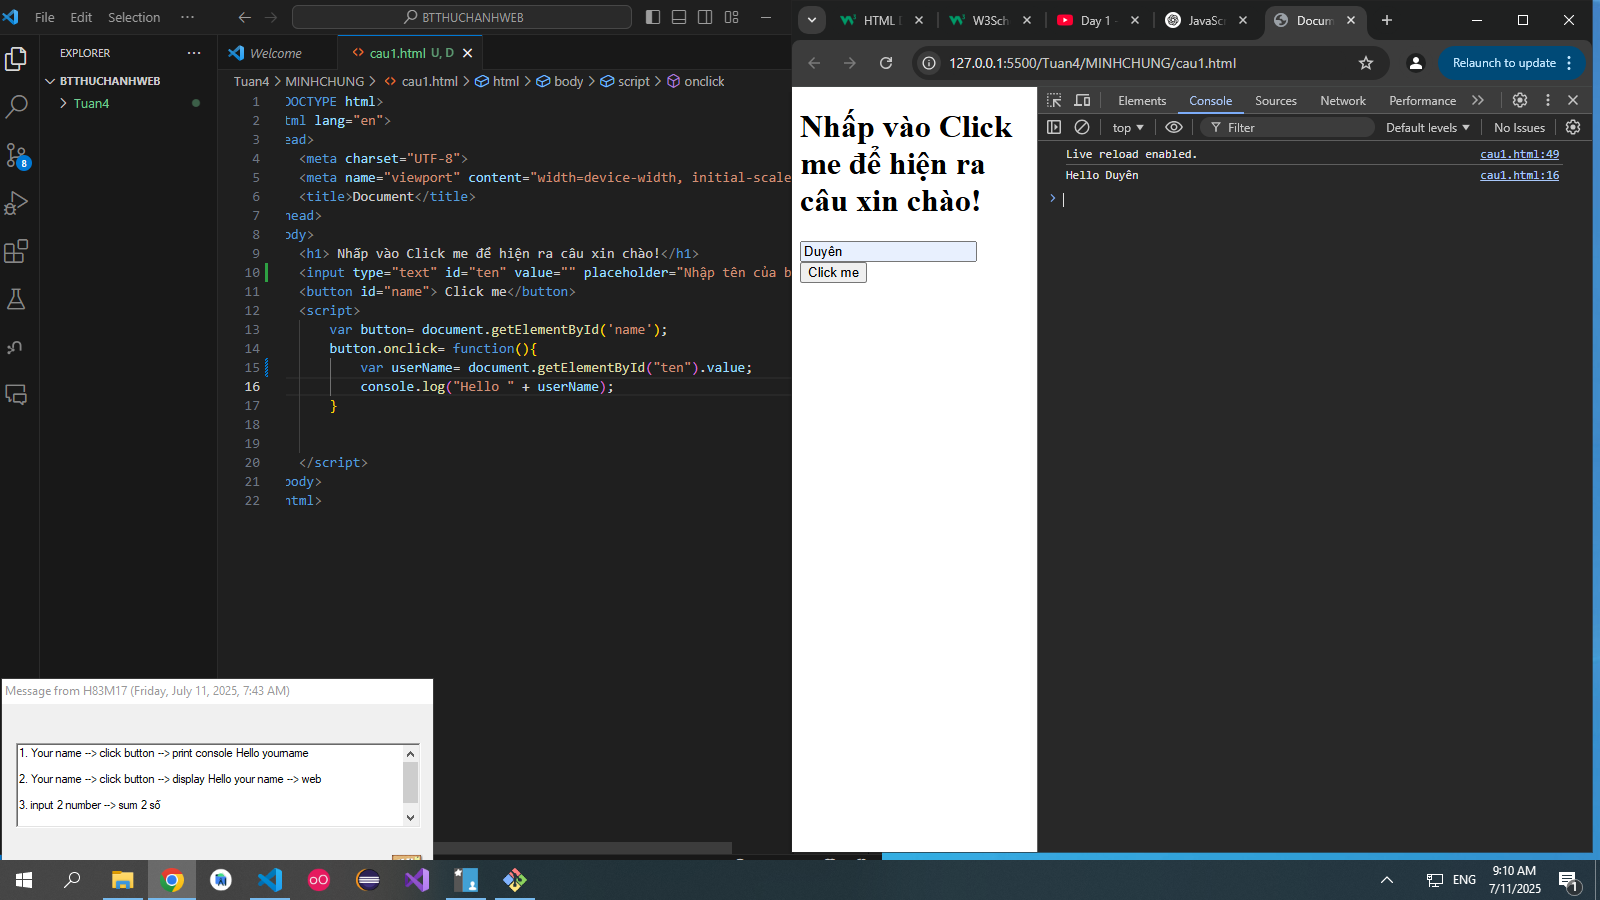 File Edit Selection ···
BTTHUCHANHWEB
EXPLORER
BTTHUCHANHWEB
Tuan4
8
Welcome
cau1.html U, D
Tuan4 > MINHCHUNG > cau1.html > html > body > script > onclick
1 DOCTYPE html>
2 tml lang="en">
3 ead>
4 <meta charset="UTF-8">
5 <meta name="viewport" content="width=device-width, initial-scale
6 <title>Document</title>
7 head>
8 ody>
9 <h1> Nhấp vào Click me để hiện ra câu xin chào!</h1>
10 <input type="text" id="ten" value="" placeholder="Nhập tên của b
11 <button id="name"> Click me</button>
12 <script>
13 var button= document.getElementById('name');
14 button.onclick= function(){
15 var userName= document.getElementById("ten").value;
16 console.log("Hello " + userName);
17 }
18
19
20 </script>
21 body>
22 html>
Message from H83M17 (Friday, July 11, 2025, 7:43 AM)
1. Your name --> click button --> print console Hello yourname
2. Your name --> click button --> display Hello your name --> web
3. input 2 number --> sum 2 số
HTML
W3Sch
Day 1 -
JavaScr
Docum
127.0.0.1:5500/Tuan4/MINHCHUNG/cau1.html
Relaunch to update
Nhấp vào Click
me để hiện ra
câu xin chào!
Duyên
Click me
Elements Console Sources Network Performance
top
Filter
Default levels
No Issues
Live reload enabled. cau1.html:49
Hello Duyên cau1.html:16
ENG
9:10 AM
7/11/2025
1